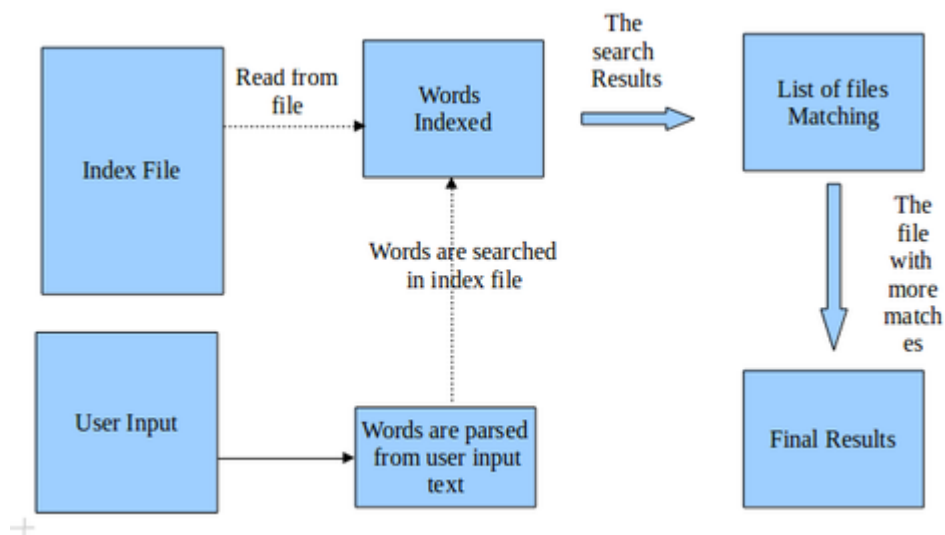 The
search
Results
Read from
file
Words
Indexed
List of files
Matching
Index File
The
file
with
more
match
es
Words are searched
in index file
User Input
Words are parsed
from user input
text
Final Results